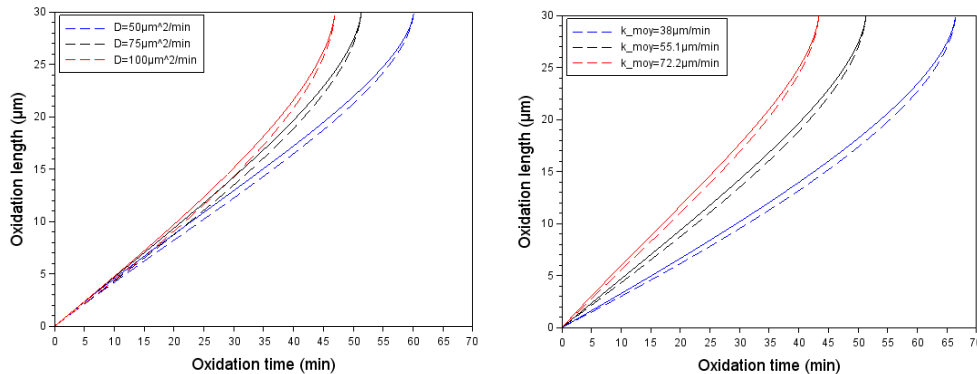 30
25
20
15
10
5
0
Oxidation length (µm)
D=50µm^2/min
D=75µm^2/min
D=100µm^2/min
0 5 10 15 20 25 30 35 40 45 50 55 60 65 70
Oxidation time (min)
30
25
20
15
10
5
0
Oxidation length (µm)
k_moy=38µm/min
k_moy=55.1µm/min
k_moy=72.2µm/min
0 5 10 15 20 25 30 35 40 45 50 55 60 65 70
Oxidation time (min)